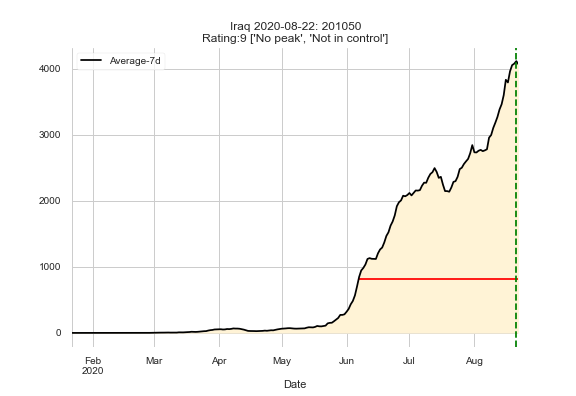 Iraq 2020-08-22: 201050
Rating:9 ['No peak', 'Not in control']
Average-7d
4000
3000
2000
1000
0
Feb Mar Apr May Jun Jul Aug
2020
Date